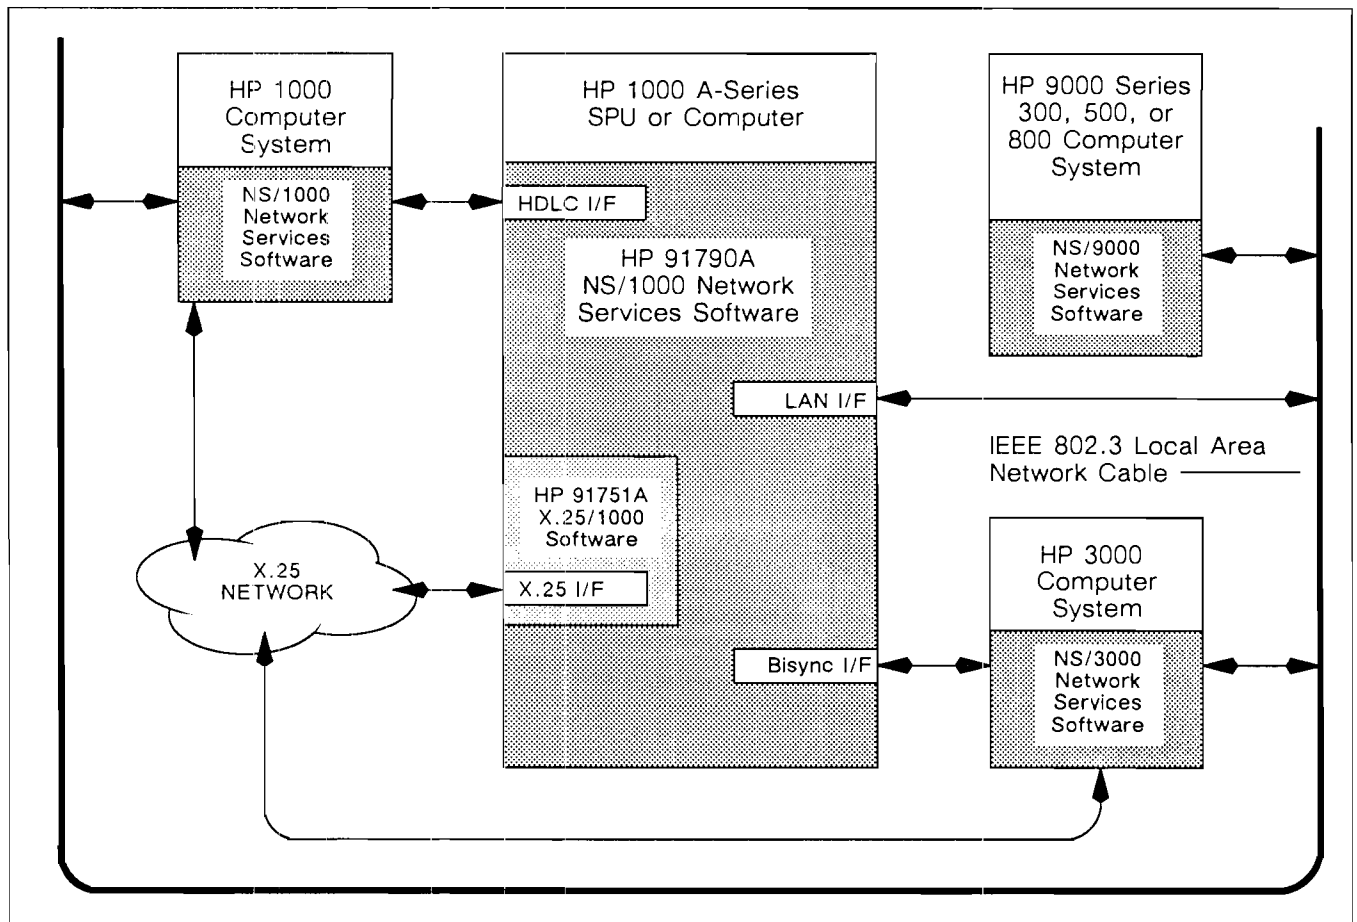 HP 1000
Computer
System
NS/1000
Network
Services
Software
HP 1000 A-Series
SPU or Computer
HDLC I/F
HP 91790A
NS/1000 Network
Services Software
LAN I/F
HP 91751A
X.25/1000
Software
X.25 I/F
Bisync I/F
X.25
NETWORK
HP 9000 Series
300, 500, or
800 Computer
System
NS/9000
Network
Services
Software
IEEE 802.3 Local Area
Network Cable
HP 3000
Computer
System
NS/3000
Network
Services
Software